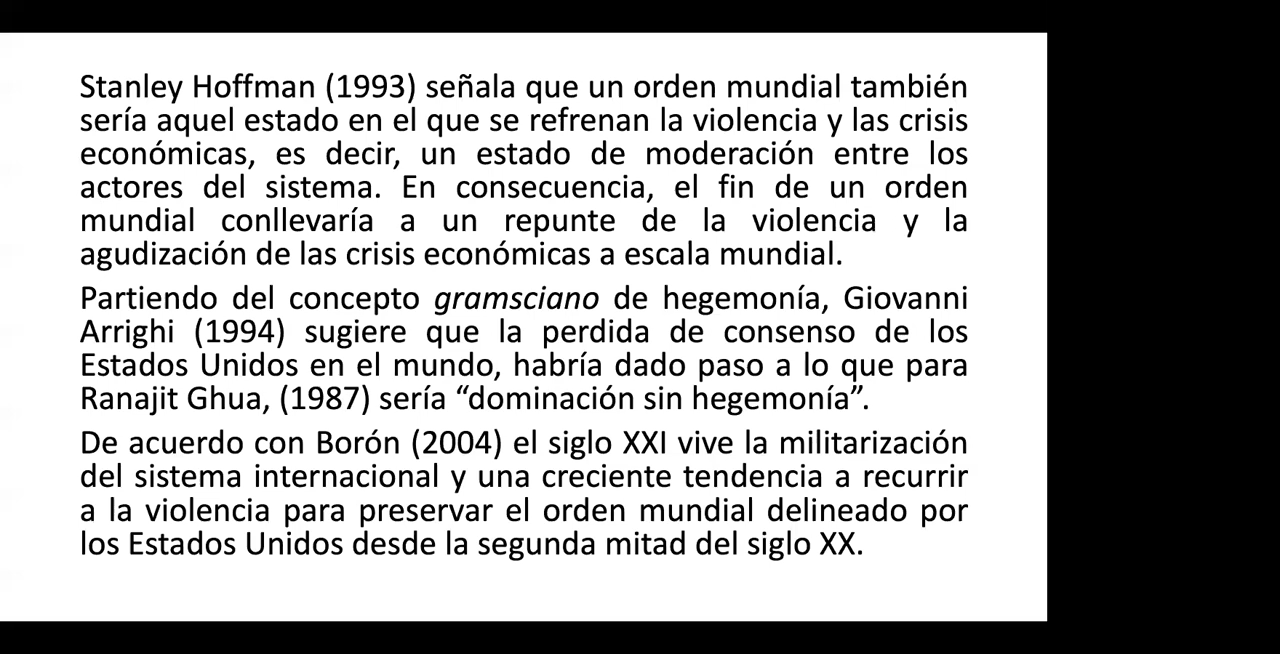 Stanley Hoffman (1993) señala que un orden mundial también
sería aquel estado en el que se refrenan la violencia y las crisis
económicas, es decir, un estado de moderación entre los
actores del sistema. En consecuencia, el fin de un orden
mundial conllevaría a un repunte de la violencia y la
agudización de las crisis económicas a escala mundial.
Partiendo del concepto gramsciano de hegemonía, Giovanni
Arrighi (1994) sugiere que la perdida de consenso de los
Estados Unidos en el mundo, habría dado paso a lo que para
Ranajit Ghua, (1987) sería “dominación sin hegemonía”.
De acuerdo con Borón (2004) el siglo XXI vive la militarización
del sistema internacional y una creciente tendencia a recurrir
a la violencia para preservar el orden mundial delineado por
los Estados Unidos desde la segunda mitad del siglo XX.